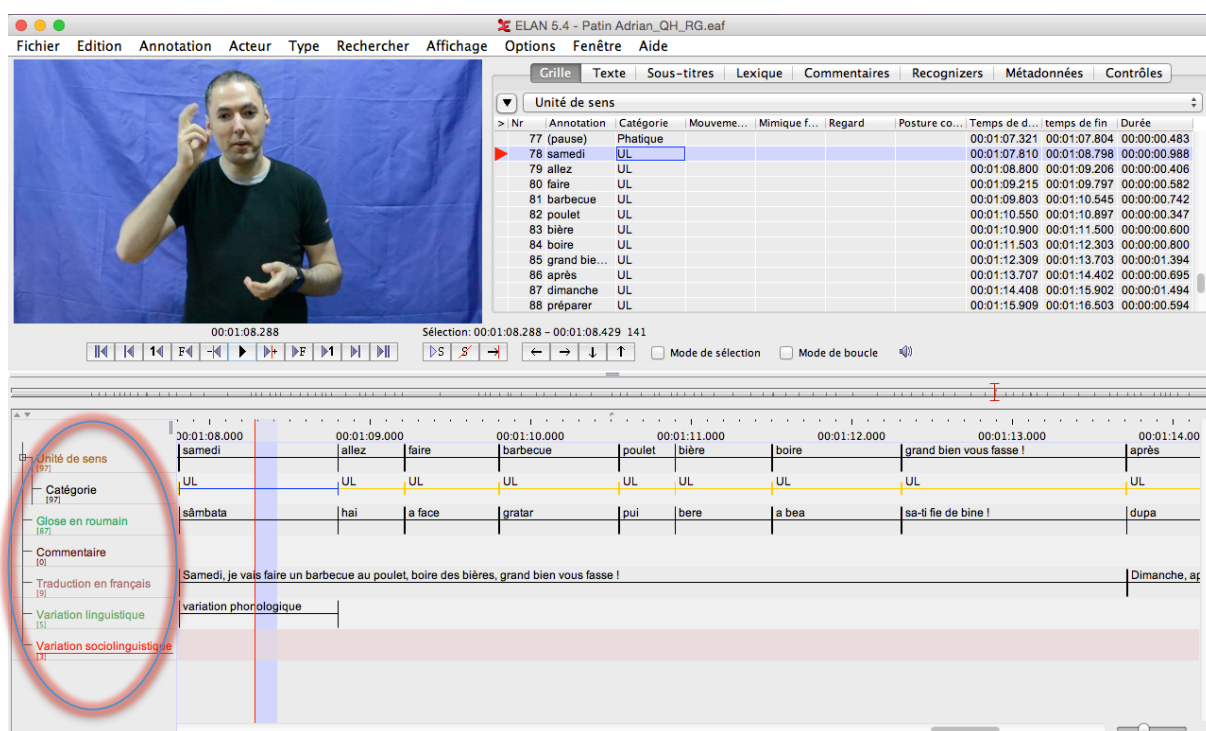 ELAN 5.4 - Patin Adrian_QH_RG.eaf
Fichier Edition Annotation Acteur Type Rechercher Affichage Options Fenêtre Aide
Grille Texte Sous-titres Lexique Commentaires Recognizers Métadonnées Contrôles
Unité de sens
> Nr Annotation Catégorie Mouveme... Mimique f... Regard Posture co... Temps de d... temps de fin Durée
77 (pause) Phatique 00:01:07.321 00:01:07.804 00:00:00.483
78 samedi UL 00:01:07.810 00:01:08.798 00:00:00.988
79 allez UL 00:01:08.800 00:01:09.206 00:00:00.406
80 faire UL 00:01:09.215 00:01:09.797 00:00:00.582
81 barbecue UL 00:01:09.803 00:01:10.545 00:00:00.742
82 poulet UL 00:01:10.550 00:01:10.897 00:00:00.347
83 bière UL 00:01:10.900 00:01:11.500 00:00:00.600
84 boire UL 00:01:11.503 00:01:12.303 00:00:00.800
85 grand bie... UL 00:01:12.309 00:01:13.703 00:00:01.394
86 après UL 00:01:13.707 00:01:14.402 00:00:00.695
87 dimanche UL 00:01:14.408 00:01:15.902 00:00:01.494
88 préparer UL 00:01:15.909 00:01:16.503 00:00:00.594
00:01:08.288 Sélection: 00:01:08.288 - 00:01:08.429 141
1 F F 1 S S Mode de sélection Mode de boucle
00:01:08.000 00:01:09.000 00:01:10.000 00:01:11.000 00:01:12.000 00:01:13.000 00:01:14.00
Unité de sens samedi allez faire barbecue poulet bière boire grand bien vous fasse ! après
[97]
Catégorie UL UL UL UL UL UL UL UL UL
[97]
Glose en roumain sâmbata hai a face gratar pui bere a bea sa-ti fie de bine ! dupa
[87]
Commentaire
[0]
Traduction en français Samedi, je vais faire un barbecue au poulet, boire des bières, grand bien vous fasse ! Dimanche, ap
[9]
Variation linguistique variation phonologique
[5]
Variation sociolinguistique
[3]